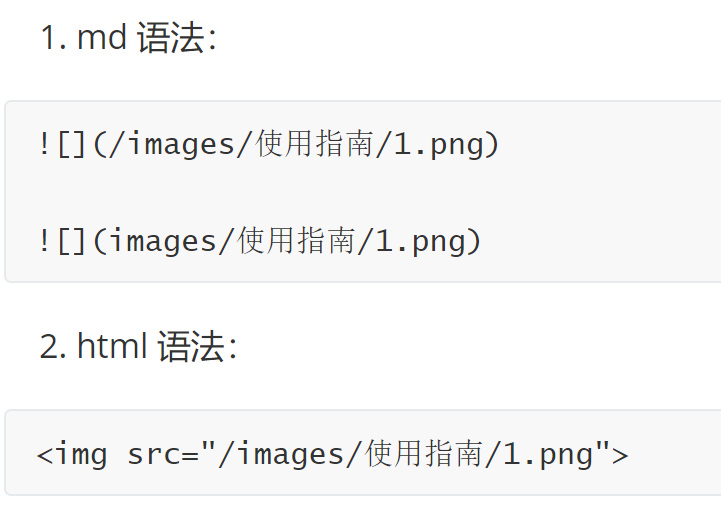 1. md 语法：
![](/images/使用指南/1.png)
![](images/使用指南/1.png)
2. html 语法：
<img src="/images/使用指南/1.png">